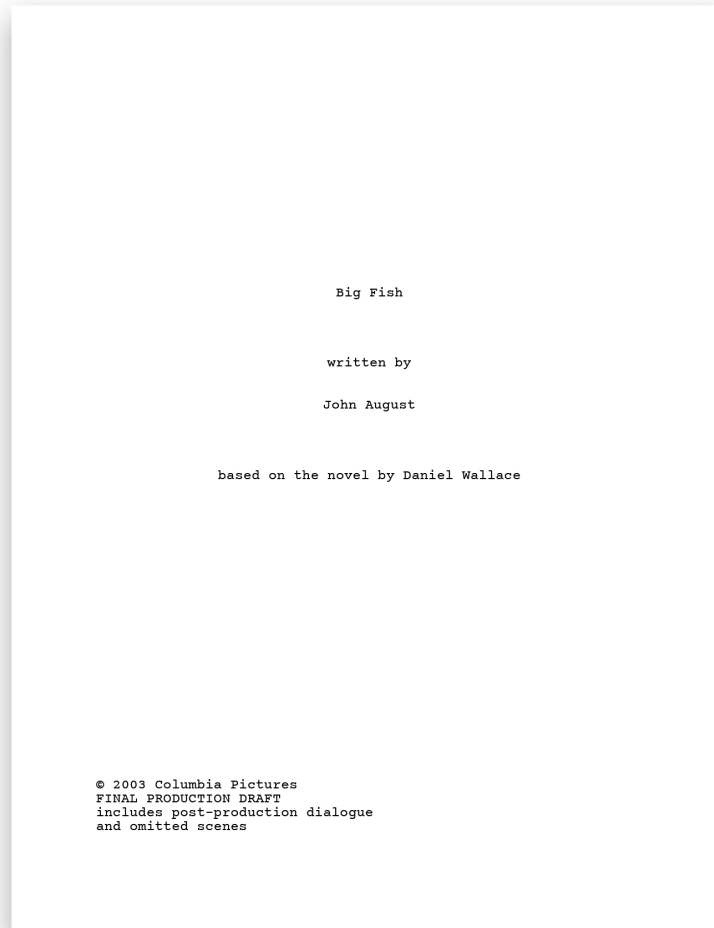 Big Fish
written by
John August
based on the novel by Daniel Wallace
© 2003 Columbia Pictures
FINAL PRODUCTION DRAFT
includes post-production dialogue
and omitted scenes